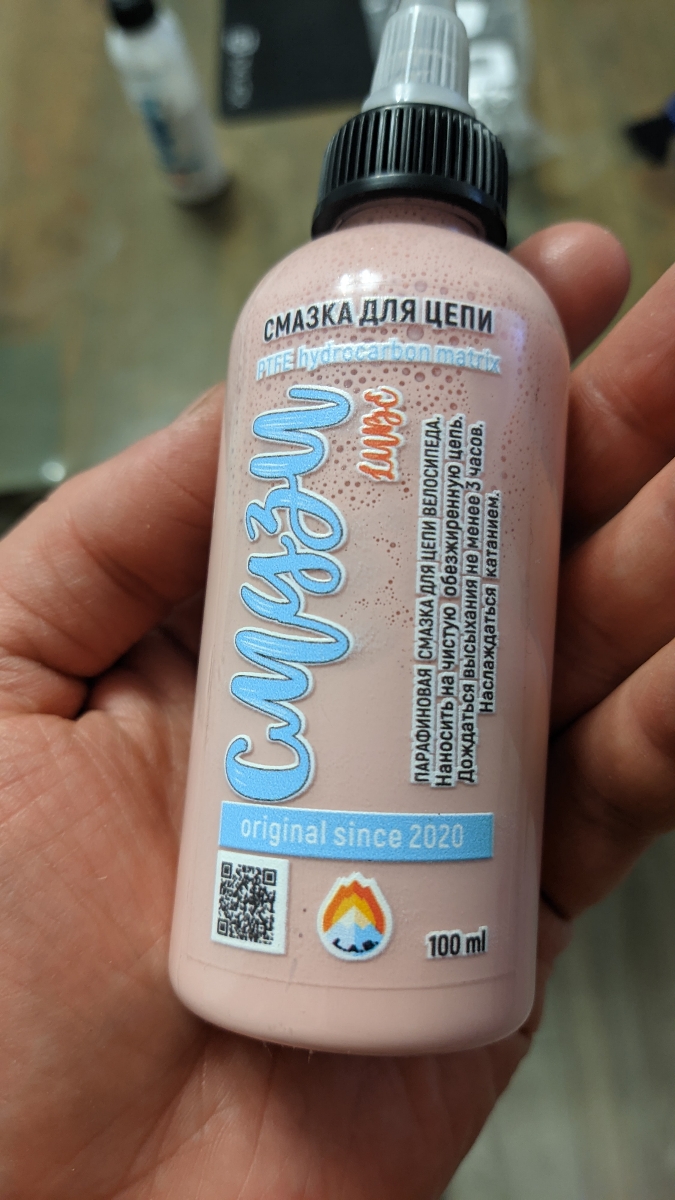 СМАЗКА ДЛЯ ЦЕПИ
PTFE hydrocarbon matrix
смузи
ПАРАФИНОВАЯ СМАЗКА ДЛЯ ЦЕПИ ВЕЛОСИПЕДА.
Наносить на чистую обезжиренную цепь.
Дождаться высыхания не менее 3 часов.
Наслаждаться катанием.
original since 2020
L.A.B.
100 ml